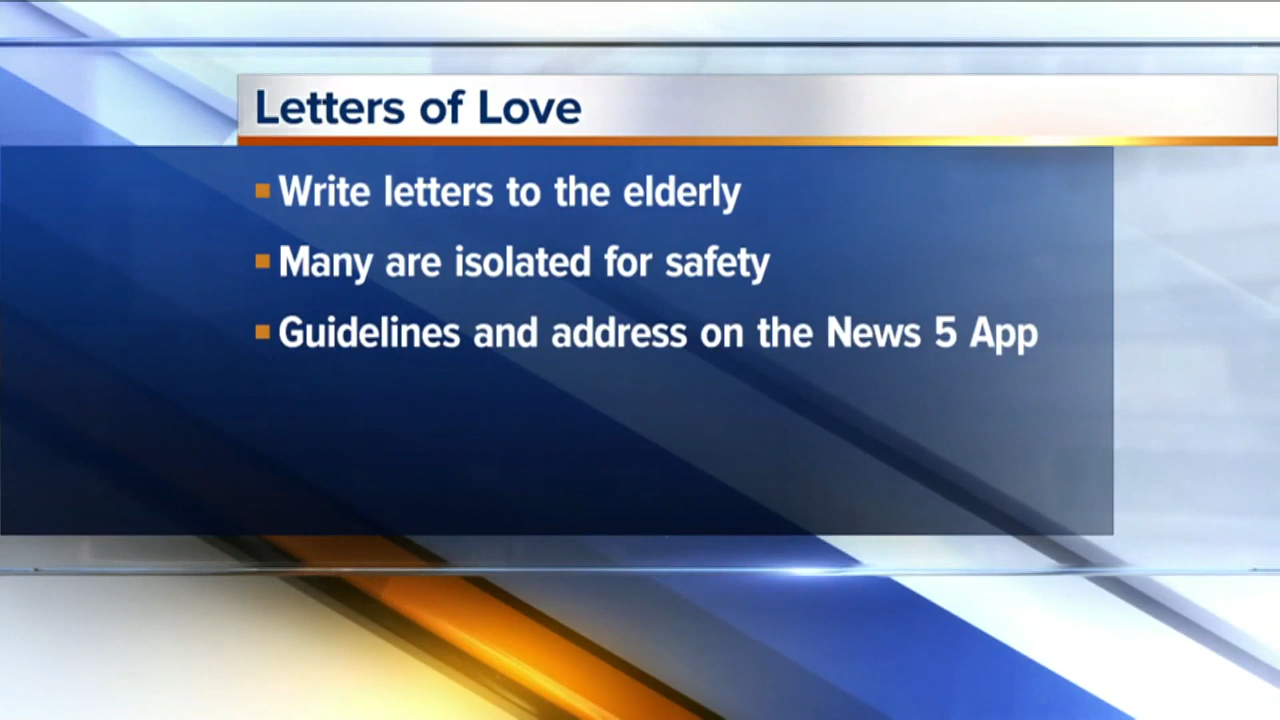 Letters of Love
Write letters to the elderly
Many are isolated for safety
Guidelines and address on the News 5 App